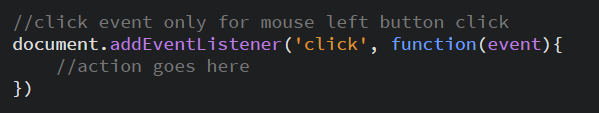 //click event only for mouse left button click
document.addEventListener('click', function(event){
    //action goes here
})